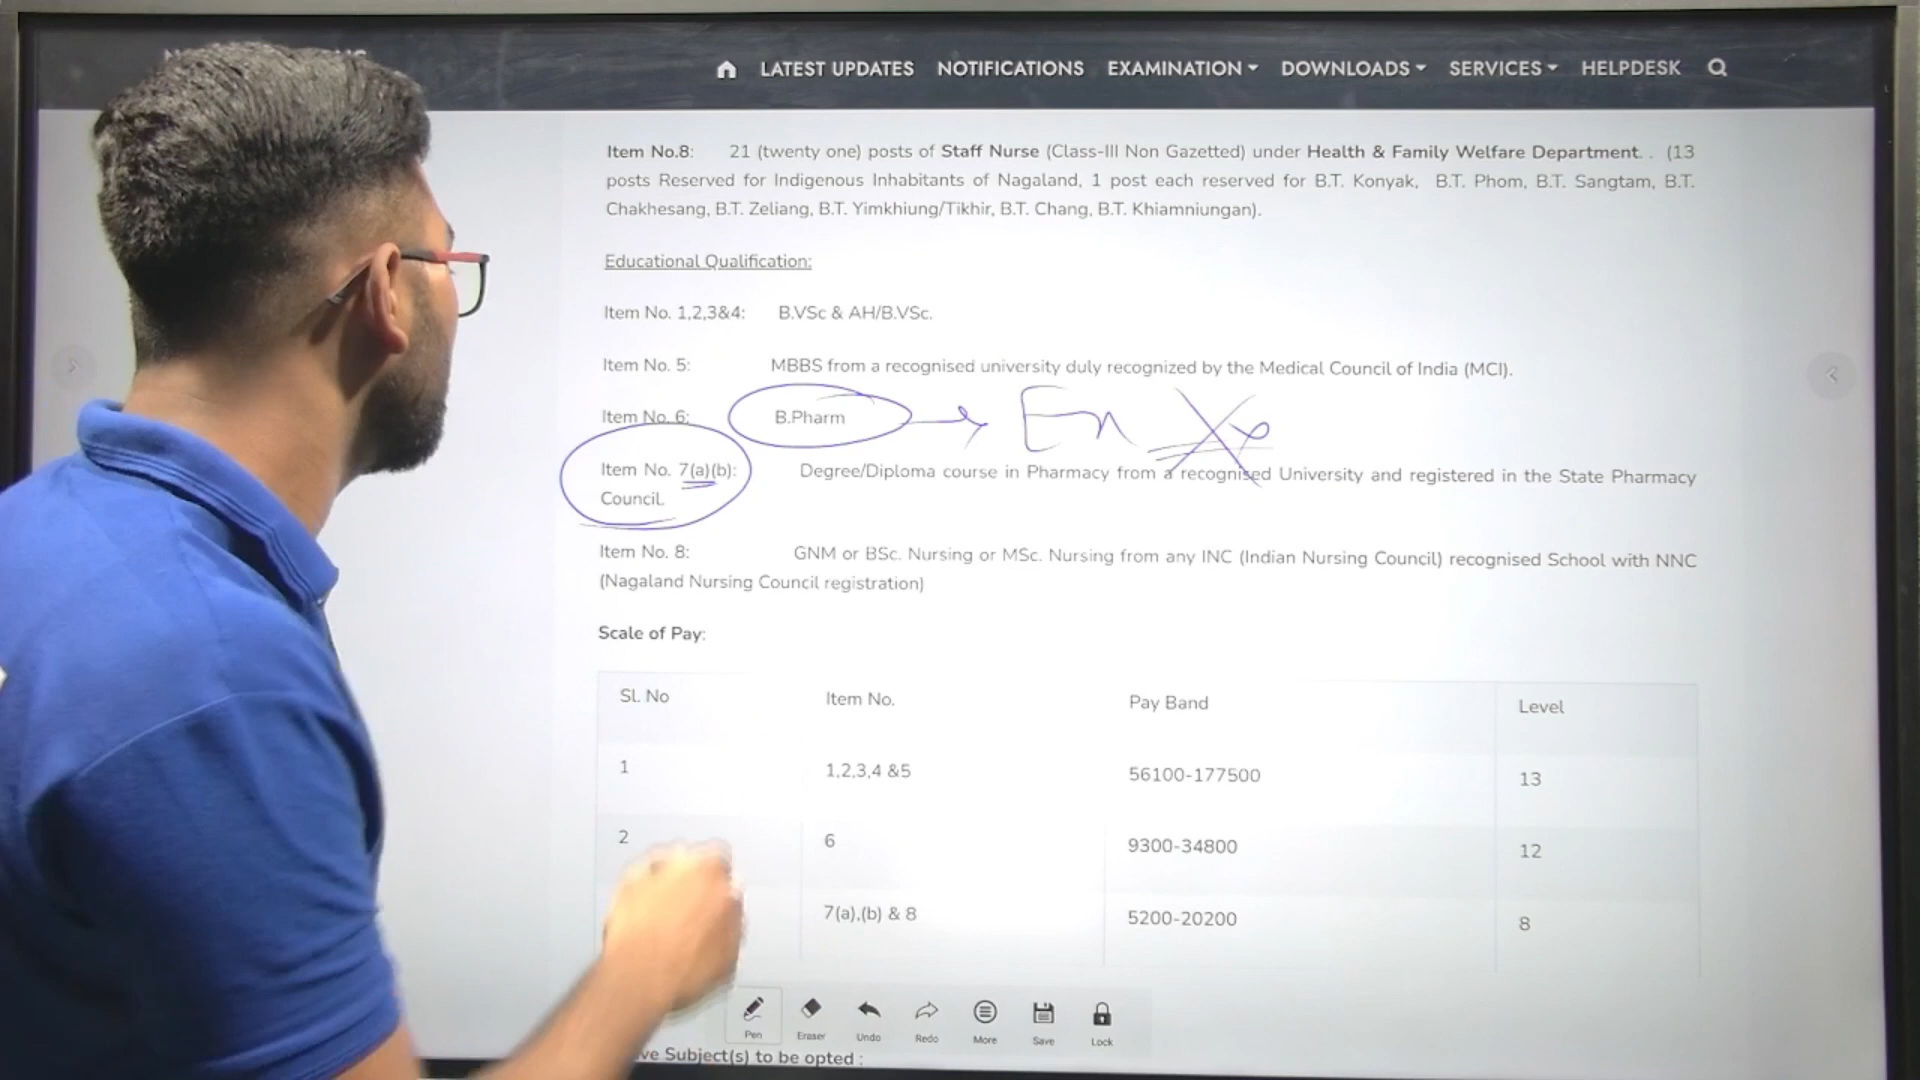 LATEST UPDATES NOTIFICATIONS EXAMINATION DOWNLOADS SERVICES HELPDESK
Item No.8: 21 (twenty one) posts of Staff Nurse (Class-III Non Gazetted) under Health & Family Welfare Department. . (13
posts Reserved for Indigenous Inhabitants of Nagaland, 1 post each reserved for B.T. Konyak, B.T. Phom, B.T. Sangtam, B.T.
Chakhesang, B.T. Zeliang, B.T. Yimkhiung/Tikhir, B.T. Chang, B.T. Khiamniungan).
Educational Qualification:
Item No. 1,2,3&4: B.VSc & AH/B.VSc.
Item No. 5: MBBS from a recognised university duly recognized by the Medical Council of India (MCI).
Item No. 6: B.Pharm
Item No. 7(a)(b): Degree/Diploma course in Pharmacy from a recognised University and registered in the State Pharmacy
Council.
Item No. 8: GNM or BSc. Nursing or MSc. Nursing from any INC (Indian Nursing Council) recognised School with NNC
(Nagaland Nursing Council registration)
Scale of Pay:
Sl. No Item No. Pay Band Level
1 1,2,3,4 &5 56100-177500 13
2 6 9300-34800 12
7(a),(b) & 8 5200-20200 8
Pen Eraser Undo Redo More Save Lock
Subject(s) to be opted :